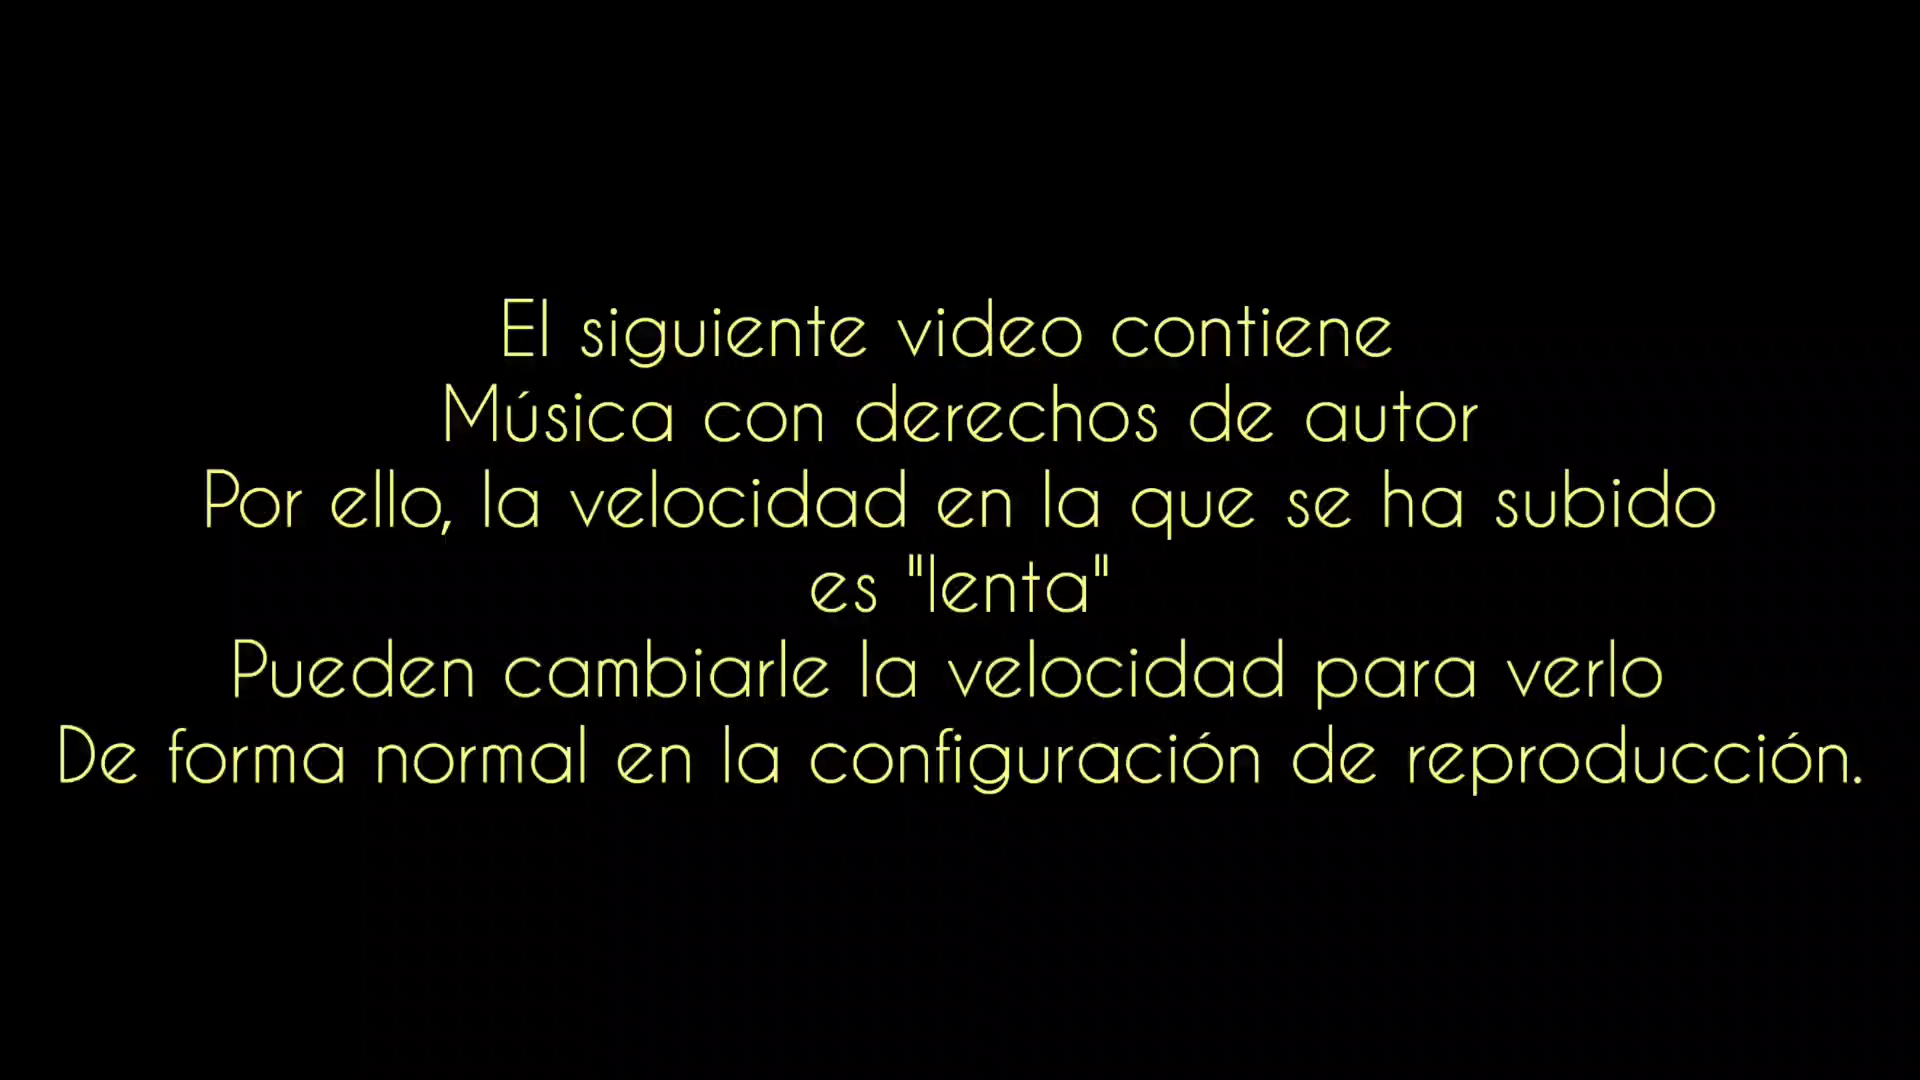 El siguiente video contiene
Música con derechos de autor
Por ello, la velocidad en la que se ha subido
es "lenta"
Pueden cambiarle la velocidad para verlo
De forma normal en la configuración de reproducción.